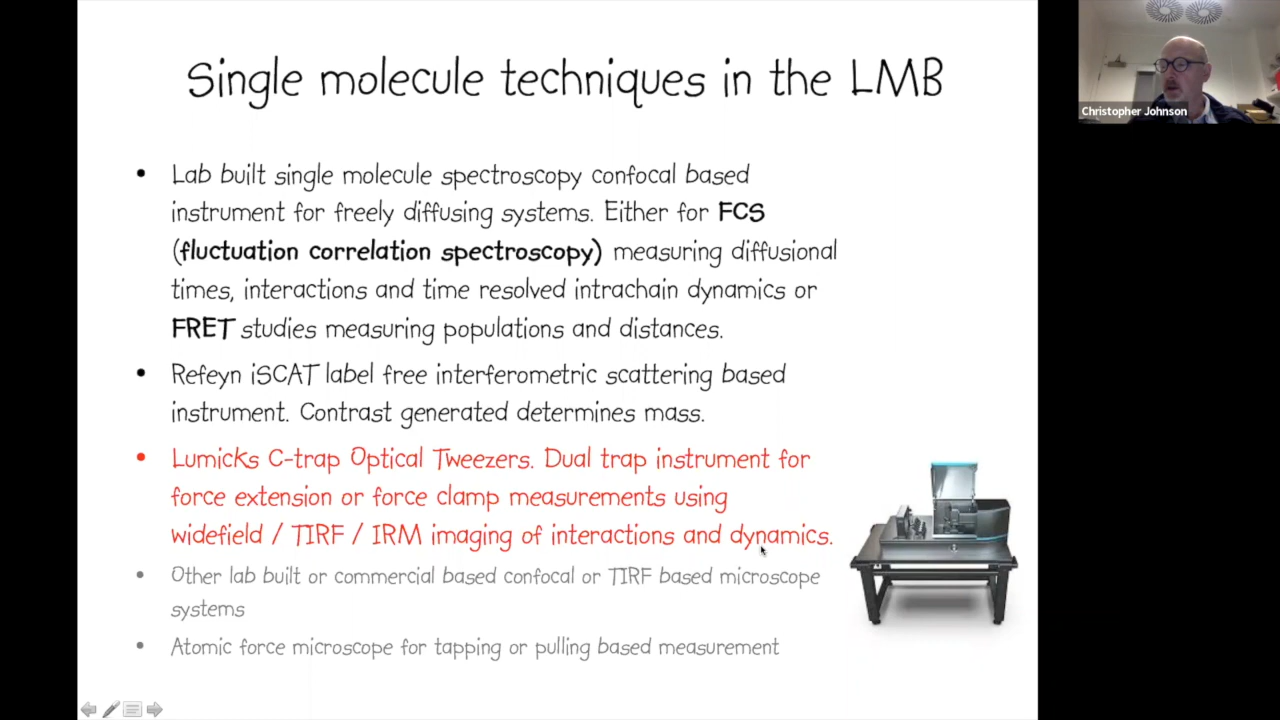 Single molecule techniques in the LMB
• Lab built single molecule spectroscopy confocal based
instrument for freely diffusing systems. Either for FCS
(fluctuation correlation spectroscopy) measuring diffusional
times, interactions and time resolved intrachain dynamics or
FRET studies measuring populations and distances.
• Refeyn iSCAT label free interferometric scattering based
instrument. Contrast generated determines mass.
• Lumicks C-trap Optical Tweezers. Dual trap instrument for
force extension or force clamp measurements using
widefield / TIRF / IRM imaging of interactions and dynamics.
• Other lab built or commercial based confocal or TIRF based microscope
systems
• Atomic force microscope for tapping or pulling based measurement
Christopher Johnson